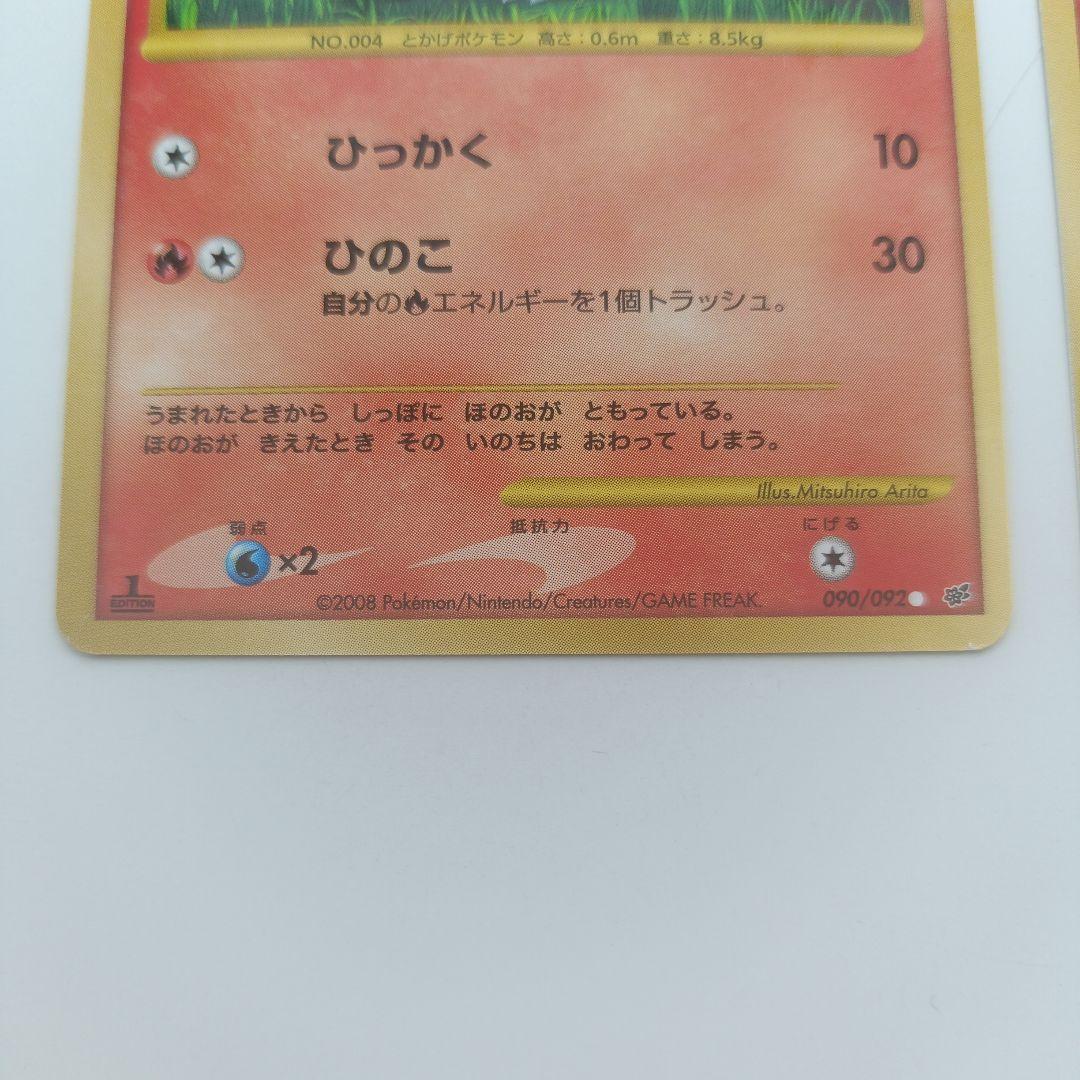 NO.004 とかげポケモン 高さ：0.6m 重さ：8.5kg
ひっかく 10
ひのこ 30
自分のエネルギーを1個トラッシュ。
うまれたときから しっぽに ほのおが ともっている。
ほのおが きえたとき その いのちは おわって しまう。
Illus.Mitsuhiro Arita
弱点 抵抗力 にげる
×2
1 EDITION
©2008 Pokémon/Nintendo/Creatures/GAME FREAK.
090/092